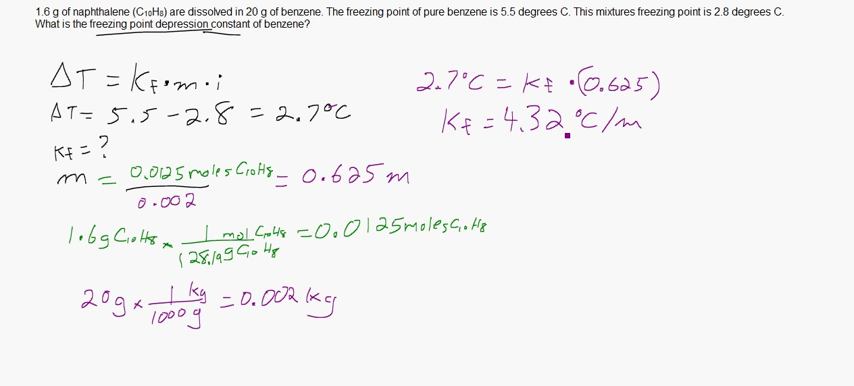 1.6 g of naphthalene (C₁₀H₈) are dissolved in 20 g of benzene. The freezing point of pure benzene is 5.5 degrees C. This mixtures freezing point is 2.8 degrees C.
What is the freezing point depression constant of benzene?
ΔT = Kf · m · i
ΔT = 5.5 - 2.8 = 2.7°C
Kf = ?
m = 0.0125 moles C₁₀H₈ / 0.002 = 0.625 m
1.6g C₁₀H₈ × 1 mol C₁₀H₈ / 128.19g C₁₀H₈ = 0.0125 moles C₁₀H₈
20g × 1 kg / 1000g = 0.002 kg
2.7°C = Kf · (0.625)
Kf = 4.32 °C/m